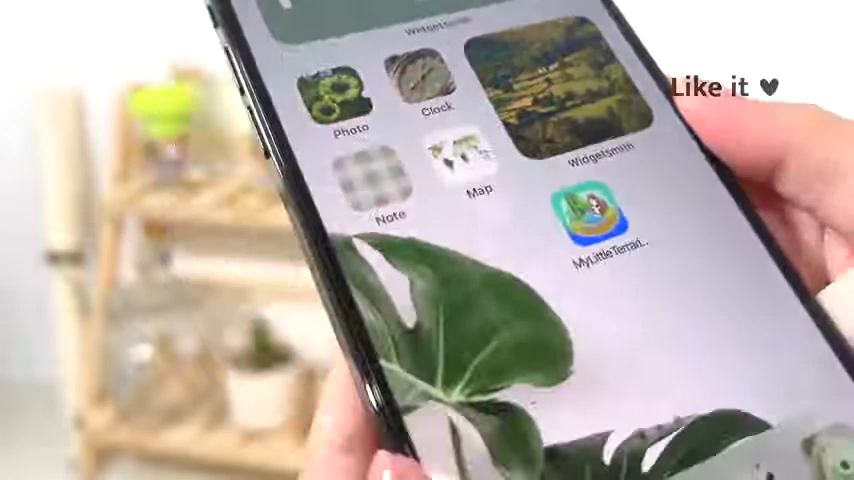 Widgetsmith
Like it ♥
Photo
Clock
Widgetsmith
Note
Map
MyLittleTerrari...